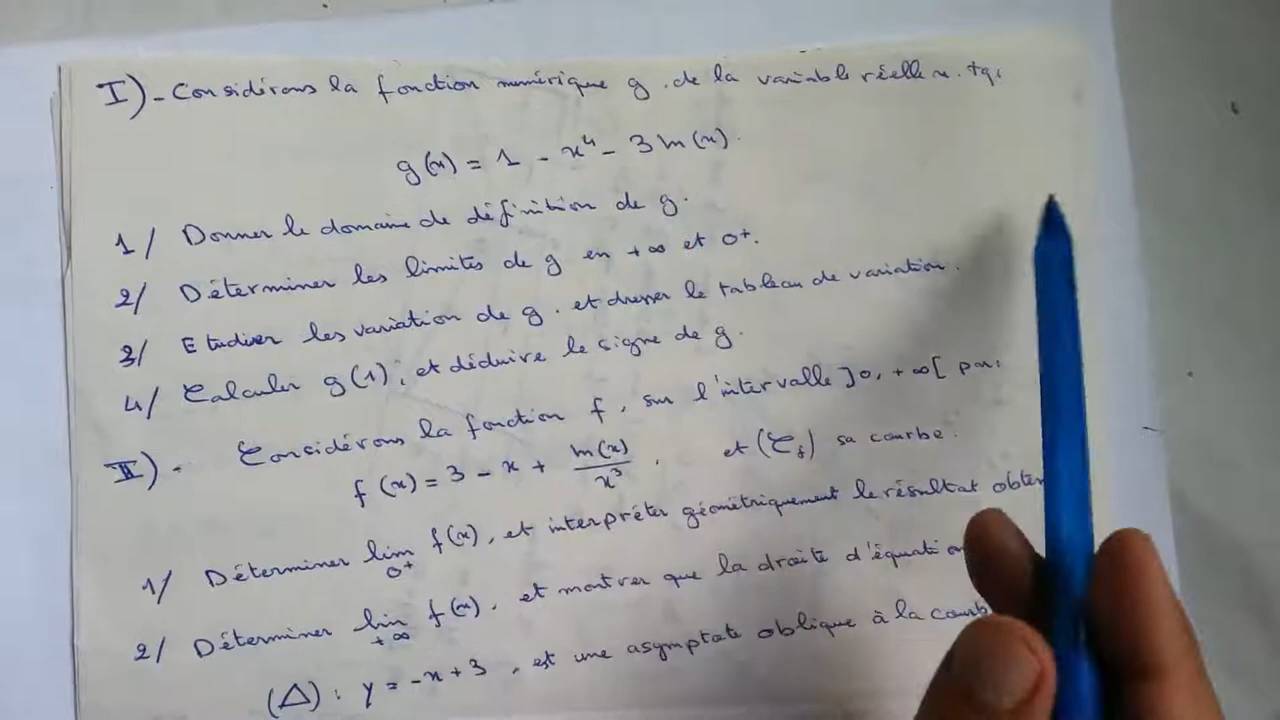 I)- Considérons la fonction numérique g. de la variable réelle x. tq:
g(x) = 1 - x⁴ - 3 ln(x).
1/ Donner le domaine de définition de g.
2/ Déterminer les limites de g en +∞ et 0⁺.
3/ Etudier les variation de g. et dresser le tableau de variation.
4/ Calculer g(1); et déduire le signe de g.
II)- Considérons la fonction f, sur l'intervalle ]0, +∞[ par:
f(x) = 3 - x + ln(x)/x³, et (C_f) sa courbe.
1/ Déterminer lim 0⁺ f(x), et interpréter géométriquement le résultat
2/ Déterminer lim +∞ f(x), et montrer que la droite
(Δ): y = -x + 3, est une asymptote oblique à la